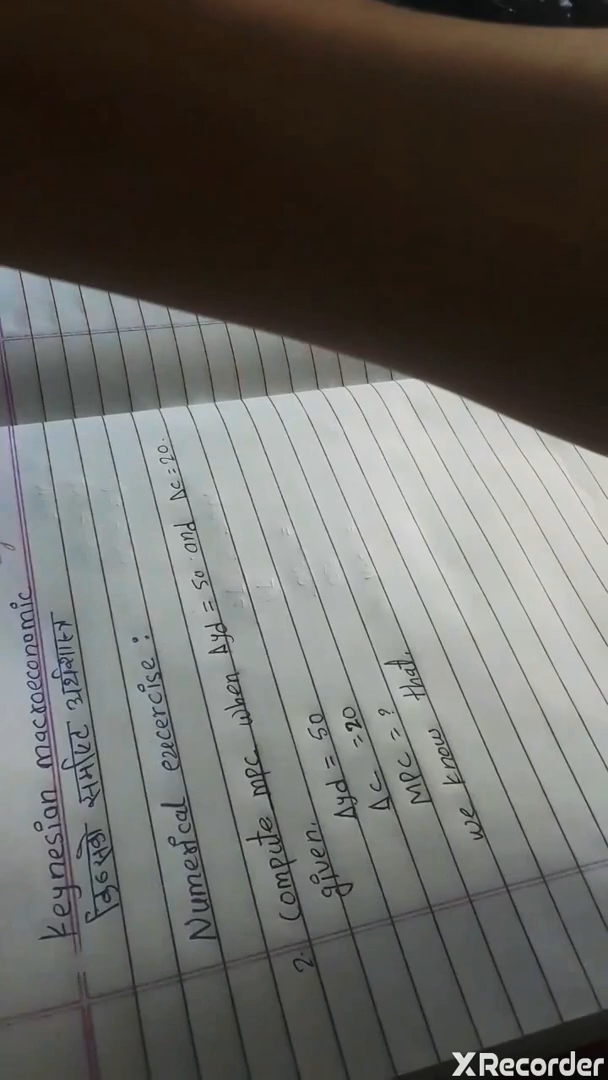 Keynesian macroeconomic
किन्सको समष्टि अर्थशास्त्र
Numerical excercise:
2. Compute MPC when Δyd = 50 and Δc = 20.
given,
Δyd = 50
Δc = 20
MPC = ?
we know that,
XRecorder